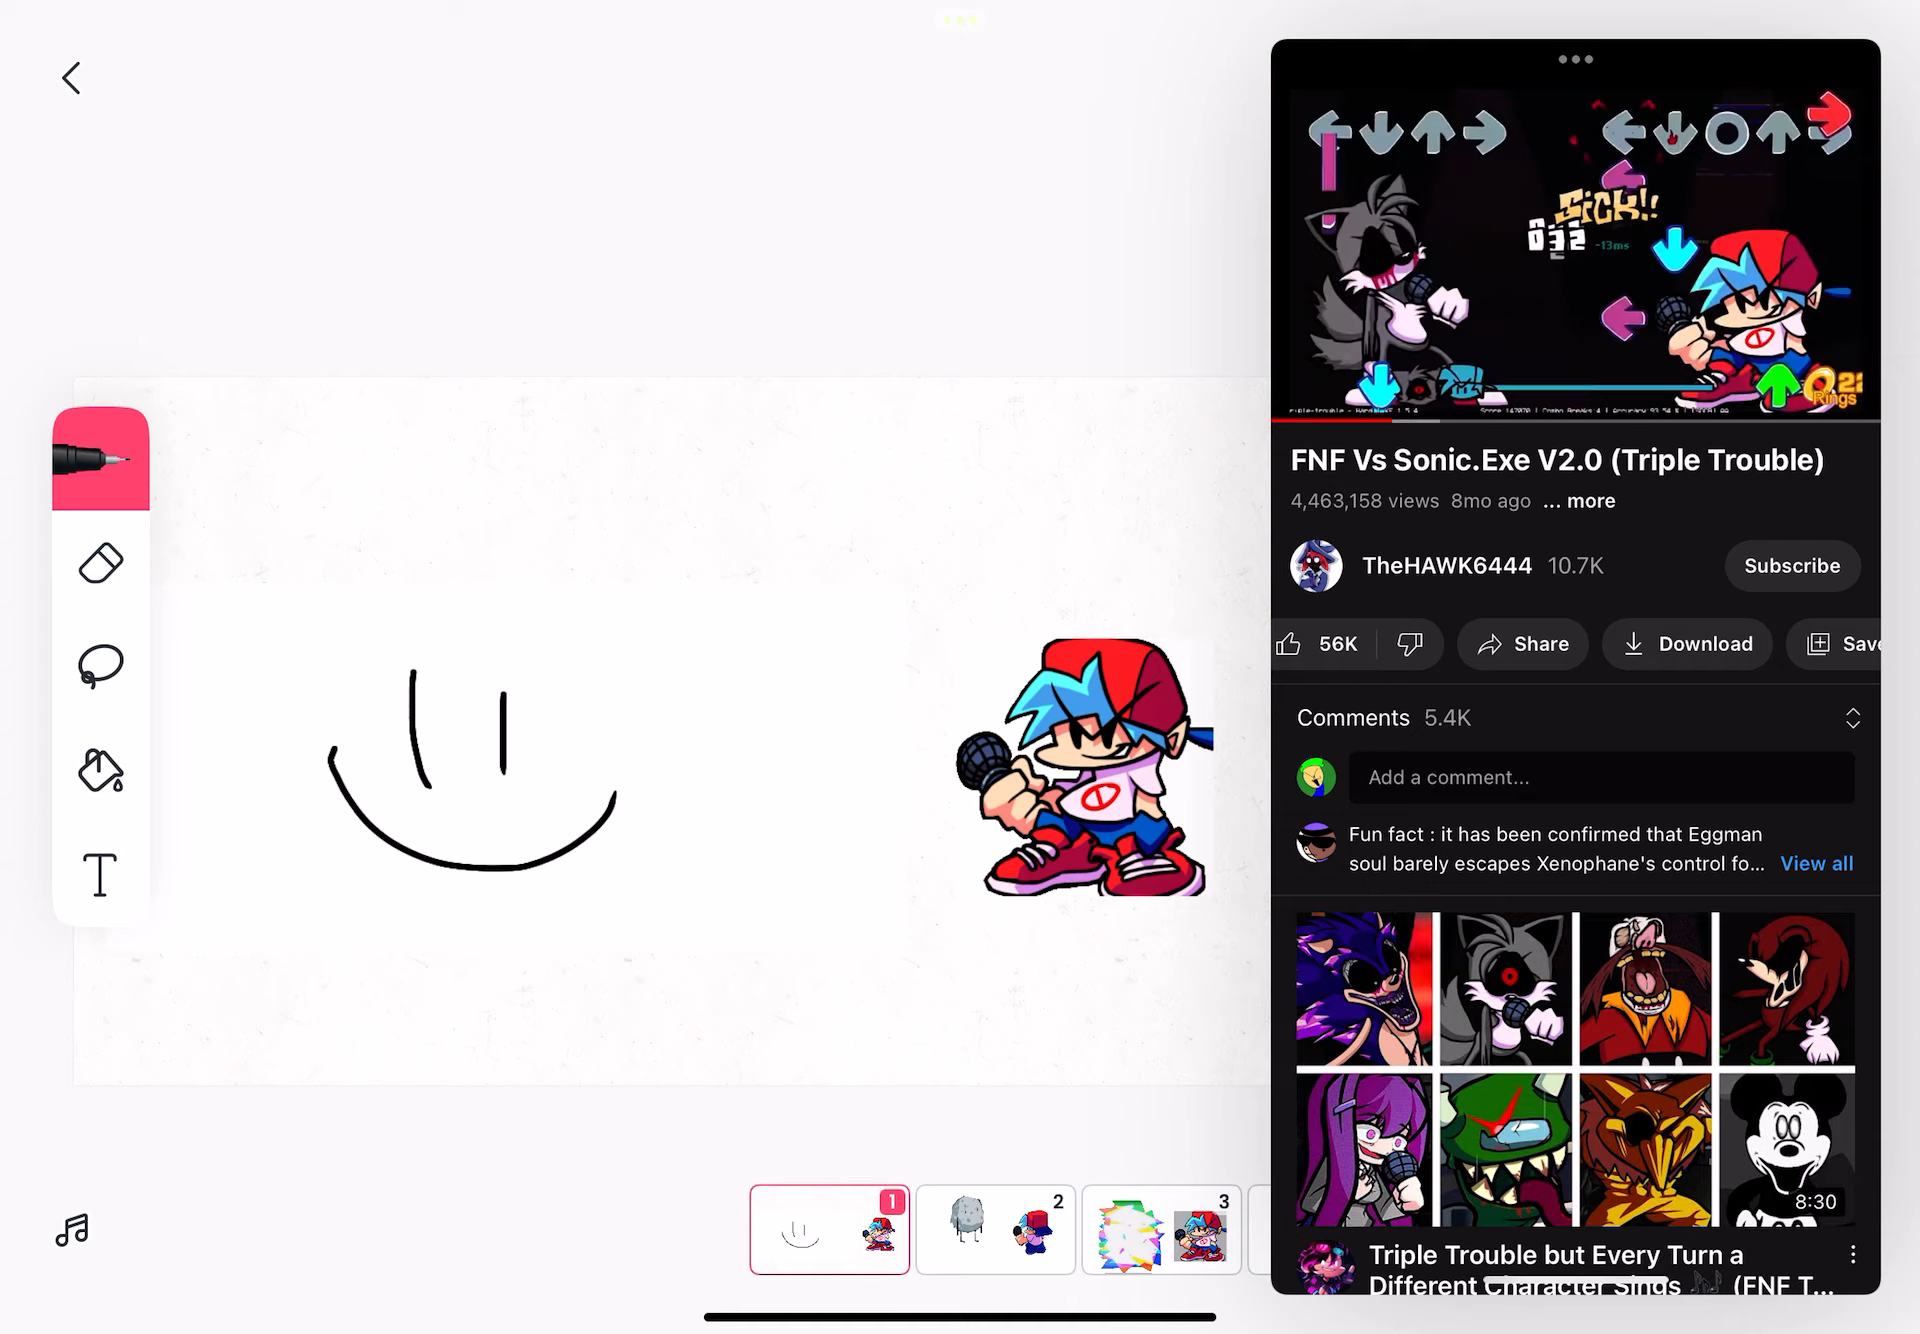 SiCK!!
032
-13ms
Rings
FNF Vs Sonic.Exe V2.0 (Triple Trouble)
4,463,158 views 8mo ago ... more
TheHAWK6444 10.7K
Subscribe
56K
Share
Download
Save
Comments 5.4K
Add a comment...
Fun fact : it has been confirmed that Eggman
soul barely escapes Xenophane's control fo... View all
8:30
Triple Trouble but Every Turn a
Different Character Sings 🎶 (FNF T...
T
1
2
3